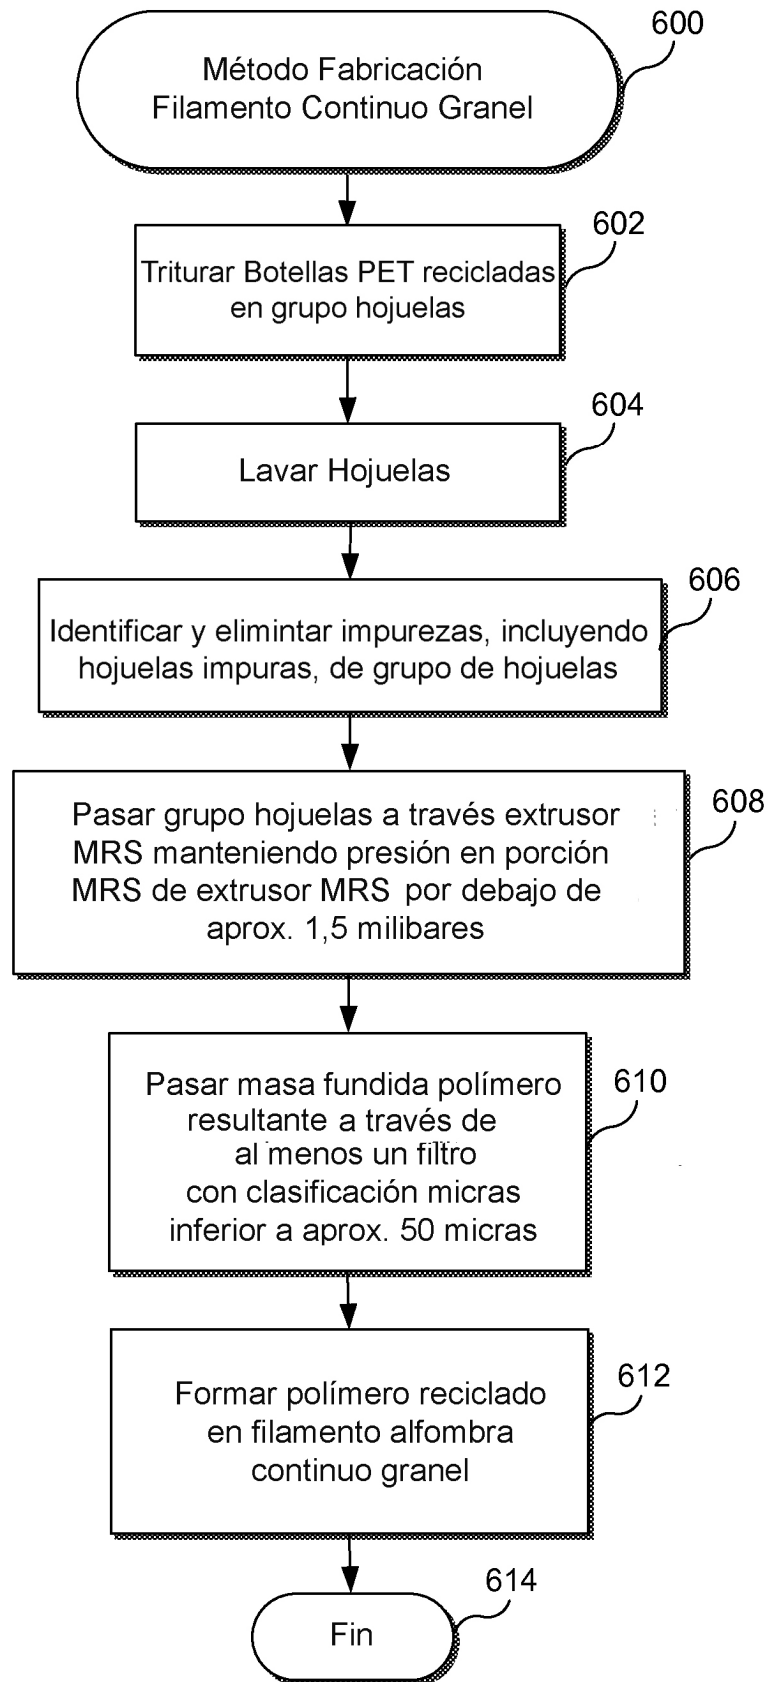 600
Método Fabricación
Filamento Continuo Granel
602
Triturar Botellas PET recicladas
en grupo hojuelas
604
Lavar Hojuelas
606
Identificar y elimintar impurezas, incluyendo
hojuelas impuras, de grupo de hojuelas
608
Pasar grupo hojuelas a través extrusor
MRS manteniendo presión en porción
MRS de extrusor MRS por debajo de
aprox. 1,5 milibares
610
Pasar masa fundida polímero
resultante a través de
al menos un filtro
con clasificación micras
inferior a aprox. 50 micras
612
Formar polímero reciclado
en filamento alfombra
continuo granel
614
Fin